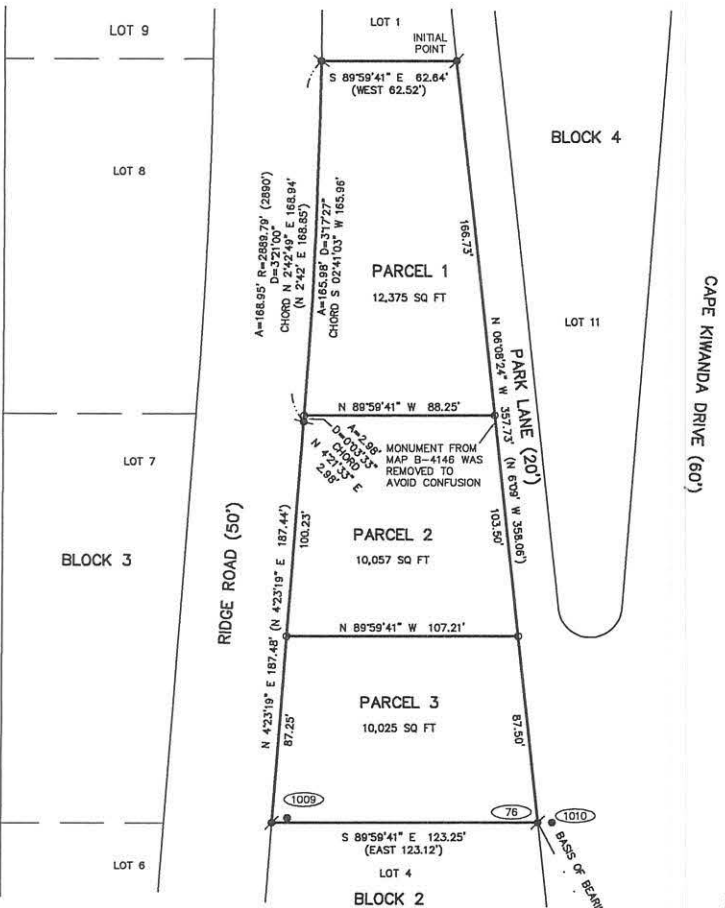 LOT 9
LOT 1
INITIAL
POINT
S 89°59'41" E 62.64'
(WEST 62.52')
BLOCK 4
LOT 8
A=168.95' R=2889.79' (2890')
D=3°21'00"
CHORD N 2°42'49" E 168.94'
(N 2°42' E 168.85')
A=165.98' D=3°17'27"
CHORD S 02°41'03" W 165.96'
166.73'
PARCEL 1
12,375 SQ FT
LOT 11
CAPE KIWANDA DRIVE (60')
PARK LANE (20')
N 06°08'24" W 357.73' (N 6°09' W 358.06')
N 89°59'41" W 88.25'
A=2.98'
D=0°03'33"
CHORD
N 4°21'33" E
2.98'
MONUMENT FROM
MAP B-4146 WAS
REMOVED TO
AVOID CONFUSION
LOT 7
BLOCK 3
RIDGE ROAD (50')
N 4°23'19" E 187.48' (N 4°23'19" E 187.44')
100.23'
PARCEL 2
10,057 SQ FT
103.50'
N 89°59'41" W 107.21'
PARCEL 3
10,025 SQ FT
87.25'
87.50'
1009
76
1010
S 89°59'41" E 123.25'
(EAST 123.12')
BASIS OF BEARI
LOT 6
LOT 4
BLOCK 2